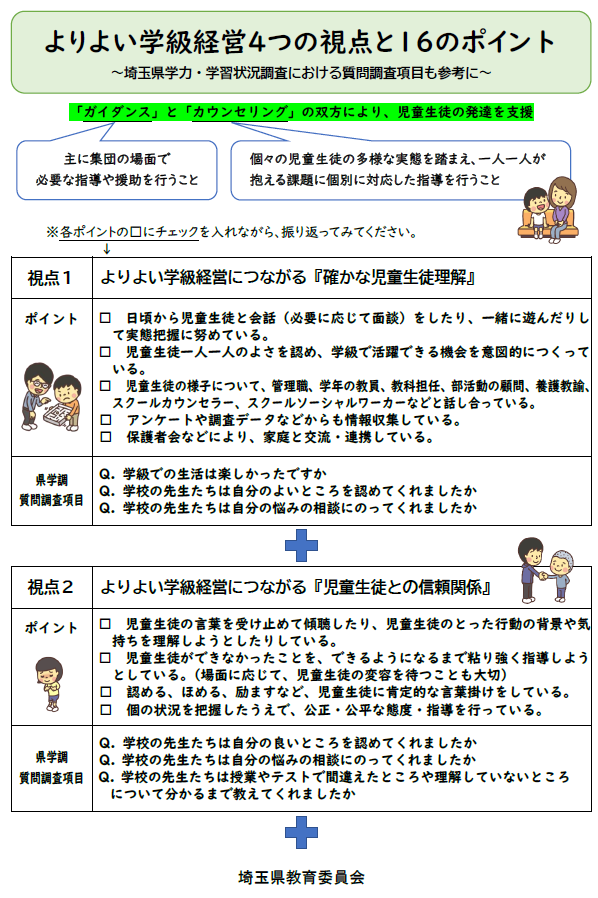 よりよい学級経営4つの視点と16のポイント
～埼玉県学力・学習状況調査における質問調査項目も参考に～
「ガイダンス」と「カウンセリング」の双方により、児童生徒の発達を支援
主に集団の場面で
必要な指導や援助を行うこと
個々の児童生徒の多様な実態を踏まえ、一人一人が
抱える課題に個別に対応した指導を行うこと
※各ポイントの□にチェックを入れながら、振り返ってみてください。
↓
視点1 よりよい学級経営につながる『確かな児童生徒理解』
ポイント
□ 日頃から児童生徒と会話（必要に応じて面談）をしたり、一緒に遊んだりし
て実態把握に努めている。
□ 児童生徒一人一人のよさを認め、学級で活躍できる機会を意図的につくって
いる。
□ 児童生徒の様子について、管理職、学年の教員、教科担任、部活動の顧問、養護教諭、
スクールカウンセラー、スクールソーシャルワーカーなどと話し合っている。
□ アンケートや調査データなどからも情報収集している。
□ 保護者会などにより、家庭と交流・連携している。
県学調
質問調査項目
Q. 学級での生活は楽しかったですか
Q. 学校の先生たちは自分のよいところを認めてくれましたか
Q. 学校の先生たちは自分の悩みの相談にのってくれましたか
視点2 よりよい学級経営につながる『児童生徒との信頼関係』
ポイント
□ 児童生徒の言葉を受け止めて傾聴したり、児童生徒のとった行動の背景や気
持ちを理解しようとしたりしている。
□ 児童生徒ができなかったことを、できるようになるまで粘り強く指導しよう
としている。（場面に応じて、児童生徒の変容を待つことも大切）
□ 認める、ほめる、励ますなど、児童生徒に肯定的な言葉掛けをしている。
□ 個の状況を把握したうえで、公正・公平な態度・指導を行っている。
県学調
質問調査項目
Q. 学校の先生たちは自分の良いところを認めてくれましたか
Q. 学校の先生たちは自分の悩みの相談にのってくれましたか
Q. 学校の先生たちは授業やテストで間違えたところや理解していないところ
について分かるまで教えてくれましたか
埼玉県教育委員会